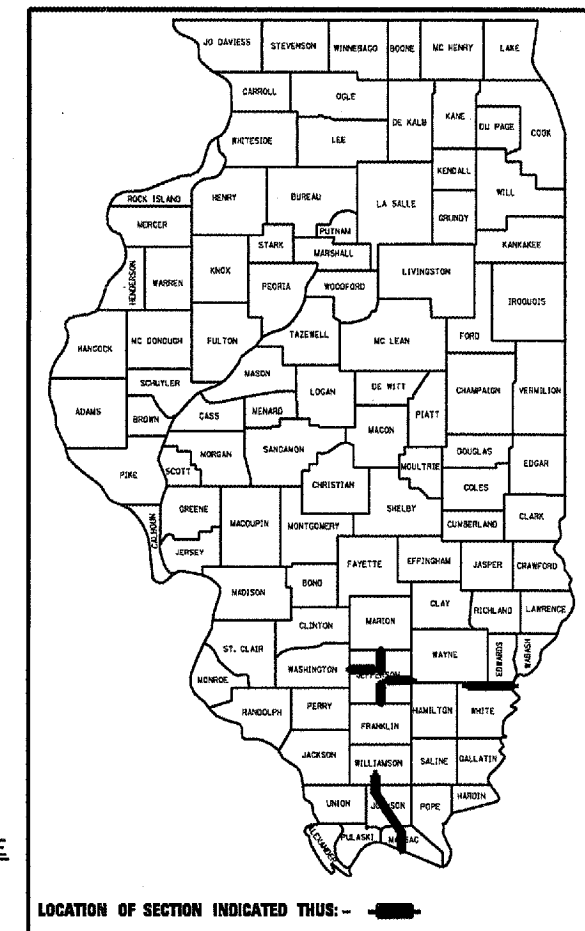 JO DAVIESS STEVENSON WINNEBAGO BOONE MC HENRY LAKE
CARROLL OGLE
DE KALB KANE DU PAGE COOK
WHITESIDE LEE
KENDALL WILL
ROCK ISLAND HENRY BUREAU LA SALLE GRUNDY
MERCER PUTNAM
STARK MARSHALL KANKAKEE
HENDERSON WARREN KNOX PEORIA WOODFORD LIVINGSTON IROQUOIS
HANCOCK MC DONOUGH FULTON TAZEWELL MC LEAN FORD
MASON
SCHUYLER LOGAN DE WITT CHAMPAIGN VERMILION
ADAMS BROWN CASS MENARD MACON PIATT
PIKE SCOTT MORGAN SANGAMON MOULTRIE DOUGLAS EDGAR
CHRISTIAN COLES
CALHOUN GREENE MACOUPIN MONTGOMERY SHELBY CUMBERLAND CLARK
JERSEY
FAYETTE EFFINGHAM JASPER CRAWFORD
MADISON BOND
CLAY RICHLAND LAWRENCE
CLINTON MARION
ST. CLAIR WASHINGTON JEFFERSON WAYNE EDWARDS WABASH
MONROE
RANDOLPH PERRY HAMILTON WHITE
FRANKLIN
JACKSON WILLIAMSON SALINE GALLATIN
UNION JOHNSON POPE HARDIN
ALEXANDER PULASKI MASSAC
LOCATION OF SECTION INDICATED THUS: -